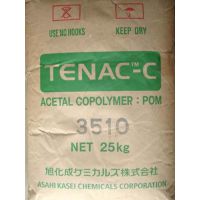 USE NO HOOKS
KEEP DRY
TENAC™-C
ACETAL COPOLYMER : POM
3510
NET 25kg
旭化成ケミカルズ株式会社
ASAHI KASEI CHEMICALS CORPORATION